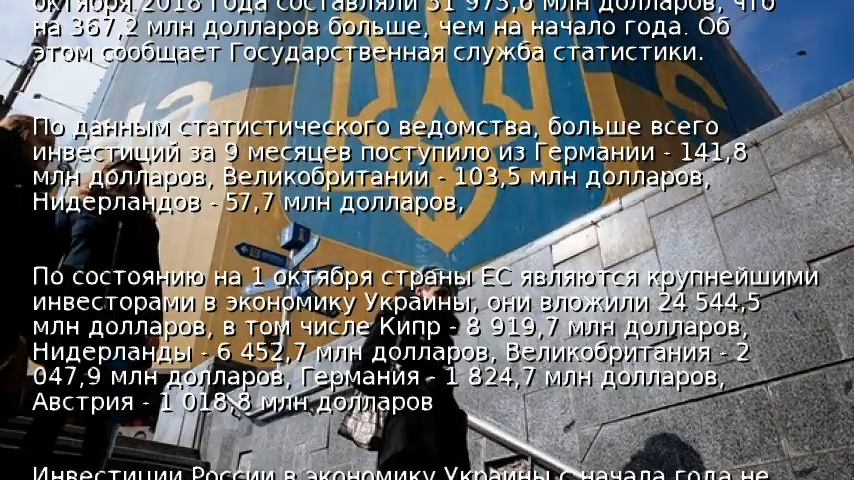 октября 2018 года составляли 31 973,6 млн долларов, что
на 367,2 млн долларов больше, чем на начало года. Об
этом сообщает Государственная служба статистики.
По данным статистического ведомства, больше всего
инвестиций за 9 месяцев поступило из Германии - 141,8
млн долларов, Великобритании - 103,5 млн долларов,
Нидерландов - 57,7 млн долларов,
По состоянию на 1 октября страны ЕС являются крупнейшими
инвесторами в экономику Украины, они вложили 24 544,5
млн долларов, в том числе Кипр - 8 919,7 млн долларов,
Нидерланды - 6 452,7 млн долларов, Великобритания - 2
047,9 млн долларов, Германия - 1 824,7 млн долларов,
Австрия - 1 018,8 млн долларов
Инвестиции России в экономику Украины с начала года не